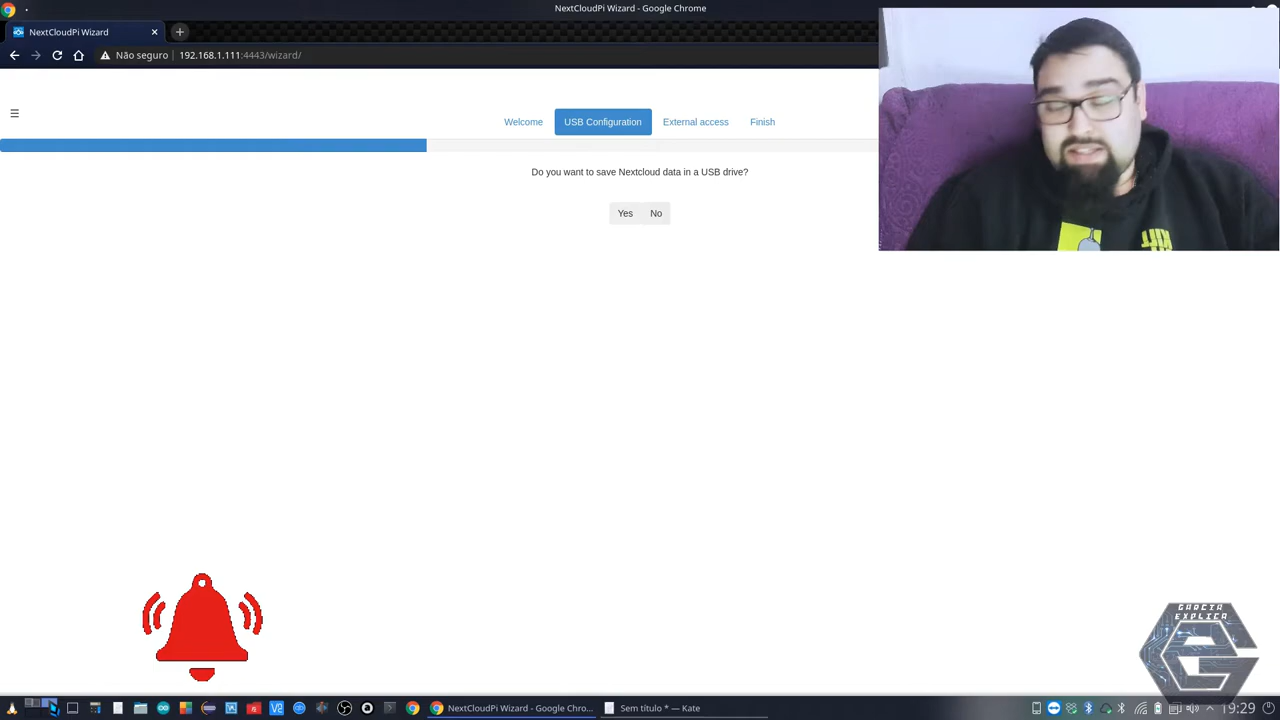 NextCloudPi Wizard - Google Chrome
NextCloudPi Wizard
Não seguro
192.168.1.111:4443/wizard/
Welcome
USB Configuration
External access
Finish
Do you want to save Nextcloud data in a USB drive?
Yes
No
GARCIA
EXPLICA
NextCloudPi Wizard - Google Chro...
Sem título * — Kate
19:29